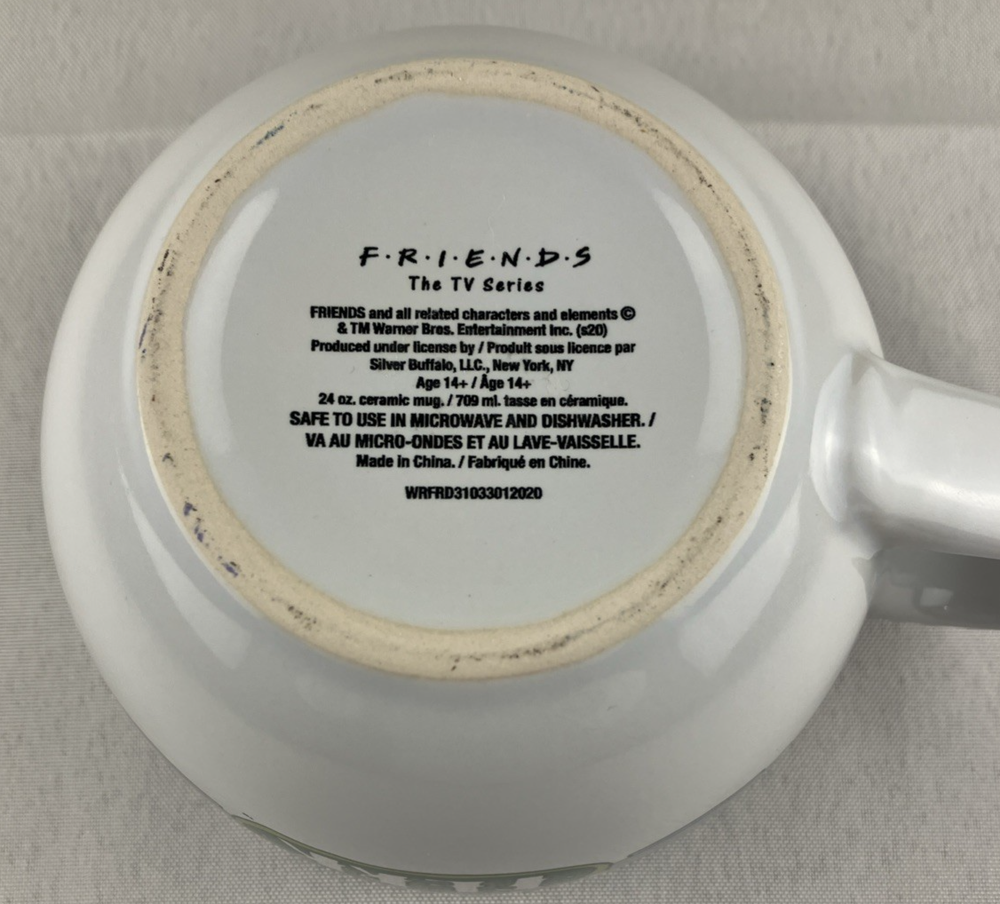 F·R·I·E·N·D·S
The TV Series
FRIENDS and all related characters and elements ©
& TM Warner Bros. Entertainment Inc. (s20)
Produced under license by / Produit sous licence par
Silver Buffalo, LLC., New York, NY
Age 14+ / Âge 14+
24 oz. ceramic mug. / 709 ml. tasse en céramique.
SAFE TO USE IN MICROWAVE AND DISHWASHER. /
VA AU MICRO-ONDES ET AU LAVE-VAISSELLE.
Made in China. / Fabriqué en Chine.
WRFRD31033012020